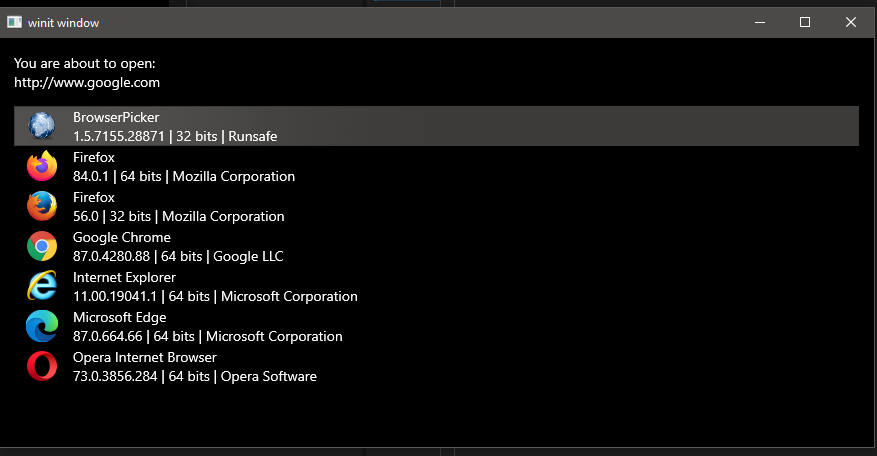 winit window
You are about to open:
http://www.google.com
BrowserPicker
1.5.7155.28871 | 32 bits | Runsafe
Firefox
84.0.1 | 64 bits | Mozilla Corporation
Firefox
56.0 | 32 bits | Mozilla Corporation
Google Chrome
87.0.4280.88 | 64 bits | Google LLC
Internet Explorer
11.00.19041.1 | 64 bits | Microsoft Corporation
Microsoft Edge
87.0.664.66 | 64 bits | Microsoft Corporation
Opera Internet Browser
73.0.3856.284 | 64 bits | Opera Software